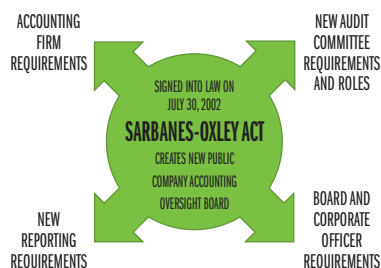 ACCOUNTING
FIRM
REQUIREMENTS
NEW AUDIT
COMMITTEE
REQUIREMENTS
AND ROLES
SIGNED INTO LAW ON
JULY 30, 2002
SARBANES-OXLEY ACT
CREATES NEW PUBLIC
COMPANY ACCOUNTING
OVERSIGHT BOARD
NEW
REPORTING
REQUIREMENTS
BOARD AND
CORPORATE
OFFICER
REQUIREMENTS